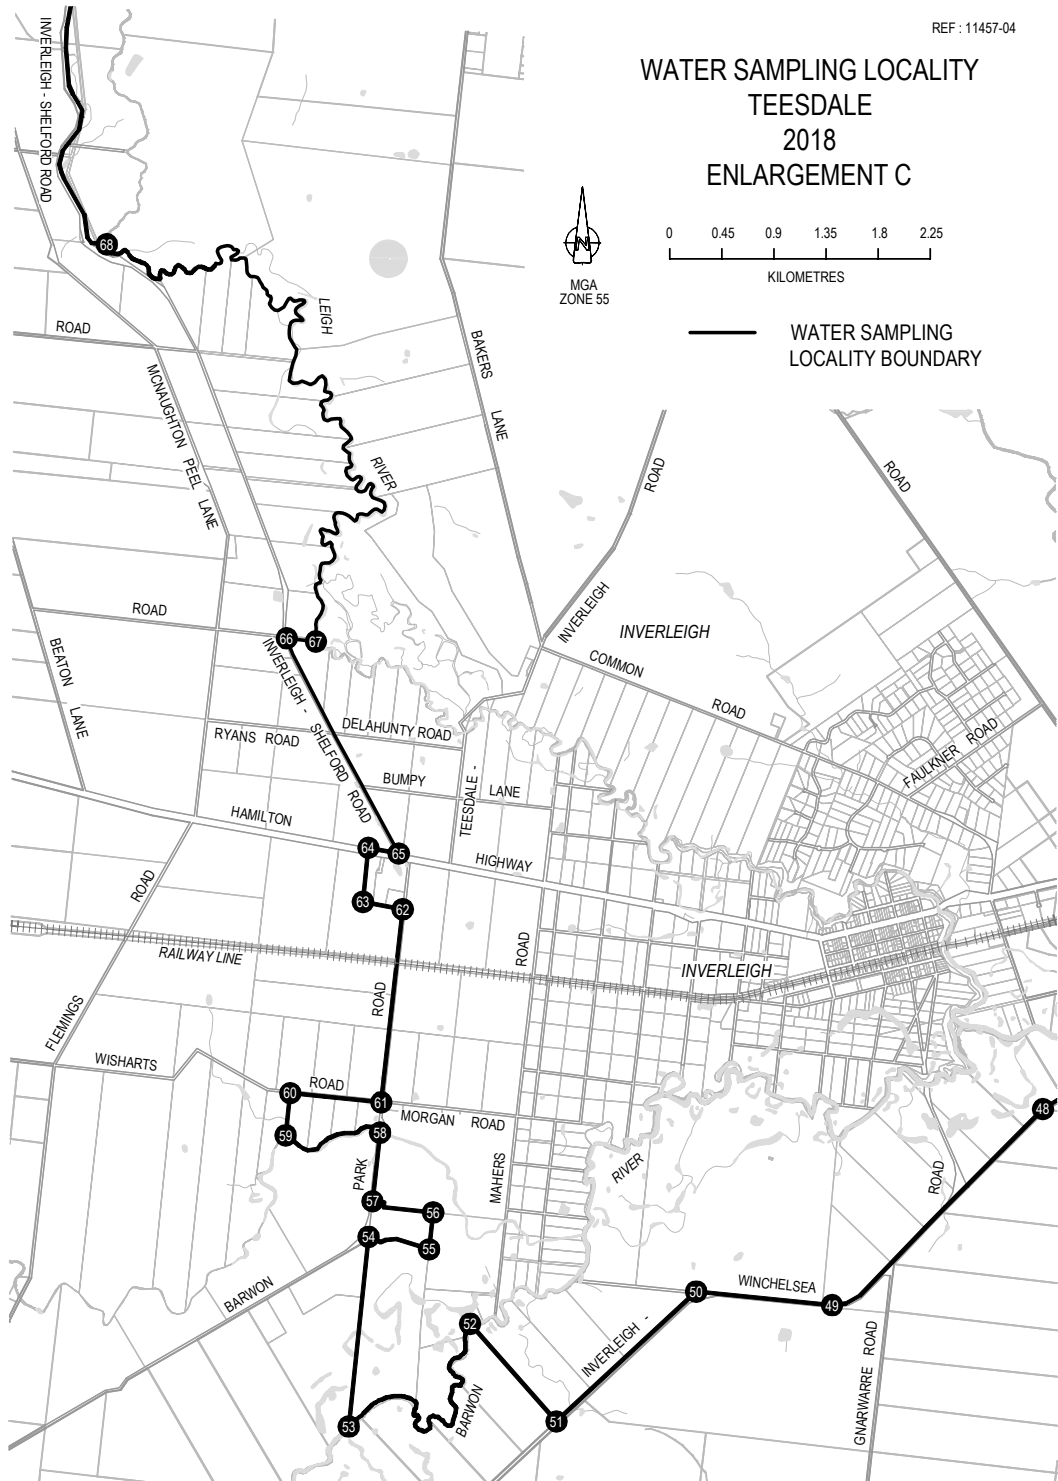 REF : 11457-04
WATER SAMPLING LOCALITY
TEESDALE
2018
ENLARGEMENT C
0 0.45 0.9 1.35 1.8 2.25
KILOMETRES
N
MGA
ZONE 55
WATER SAMPLING
LOCALITY BOUNDARY
INVERLEIGH - SHELFORD ROAD
68
LEIGH
ROAD
BAKERS
LANE
MCNAUGHTON PEEL LANE
RIVER
ROAD
ROAD
ROAD
INVERLEIGH
INVERLEIGH
66
67
COMMON
ROAD
BEATON
LANE
INVERLEIGH - SHELFORD ROAD
DELAHUNTY ROAD
RYANS ROAD
FAULKNER ROAD
BUMPY
LANE
TEESDALE -
HAMILTON
64
65
HIGHWAY
ROAD
63
62
RAILWAY LINE
ROAD
INVERLEIGH
ROAD
FLEMINGS
WISHARTS
ROAD
60
61
MORGAN ROAD
48
59
58
PARK
MAHERS
RIVER
ROAD
57
56
54
55
BARWON
50
WINCHELSEA
49
52
INVERLEIGH -
GNARWARRE ROAD
BARWON
53
51